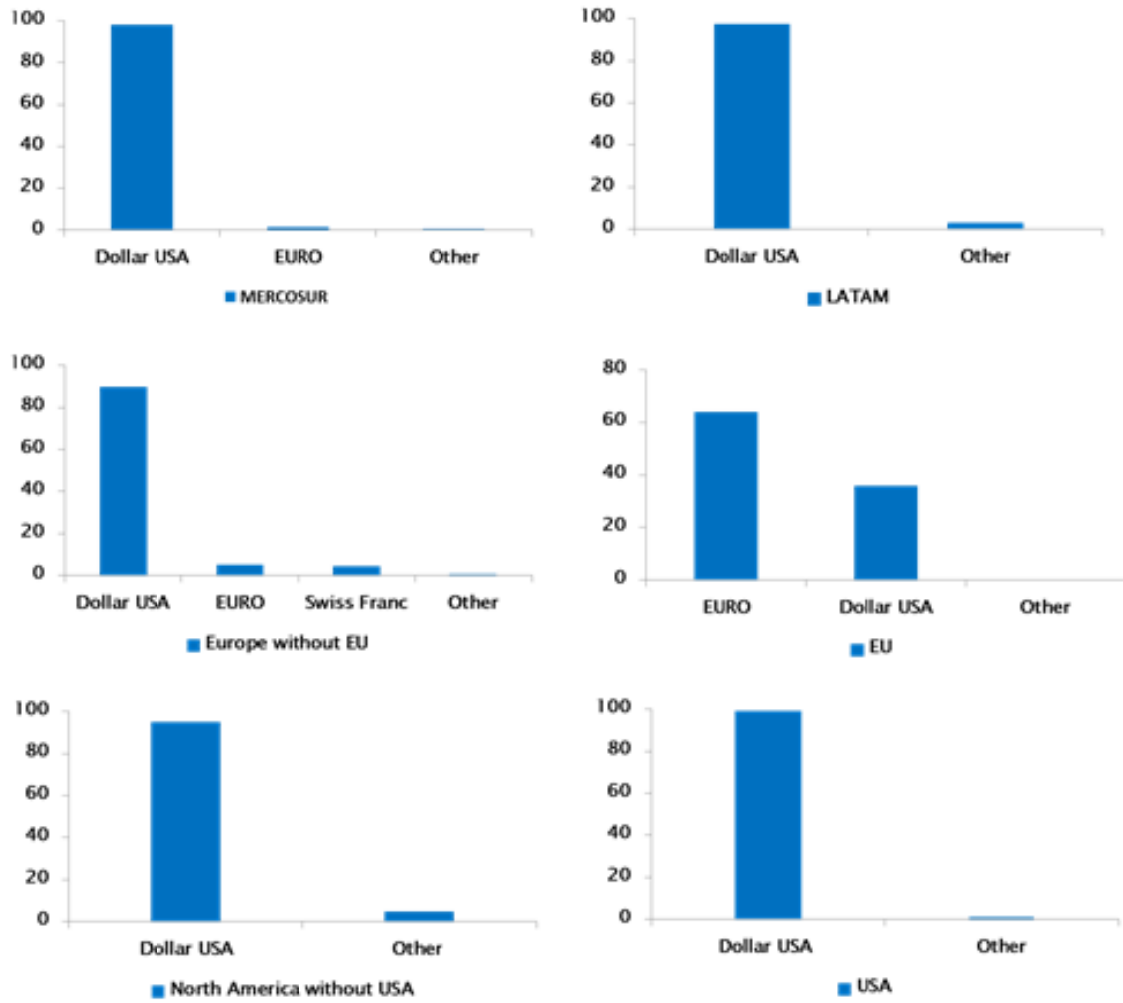 100
80
60
40
20
0
Dollar USA EURO Other
MERCOSUR
100
80
60
40
20
0
Dollar USA Other
LATAM
100
80
60
40
20
0
Dollar USA EURO Swiss Franc Other
Europe without EU
80
60
40
20
0
EURO Dollar USA Other
EU
100
80
60
40
20
0
Dollar USA Other
North America without USA
100
80
60
40
20
0
Dollar USA Other
USA